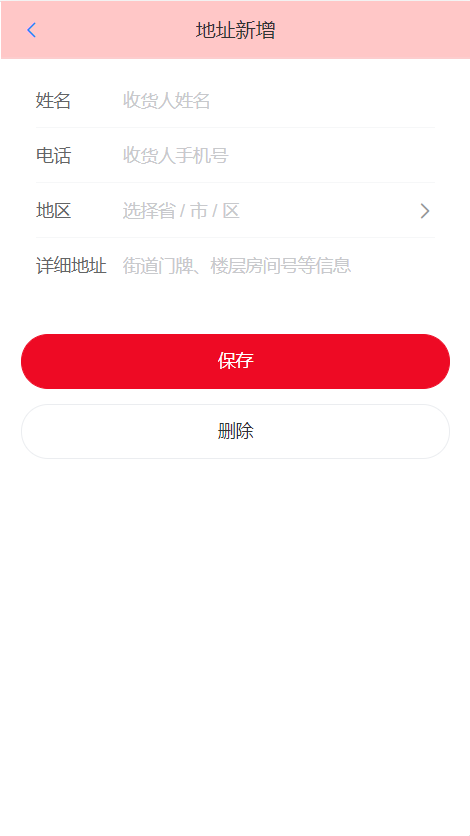 地址新增
姓名 收货人姓名
电话 收货人手机号
地区 选择省 / 市 / 区
详细地址 街道门牌、楼层房间号等信息
保存
删除